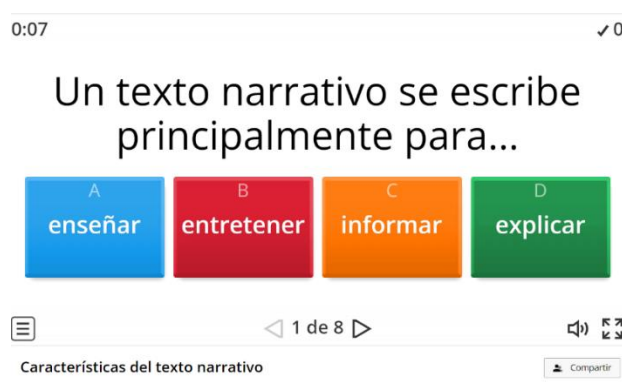 0:07
✓ 0
Un texto narrativo se escribe
principalmente para...
A
enseñar
B
entretener
C
informar
D
explicar
1 de 8
Características del texto narrativo
Compartir